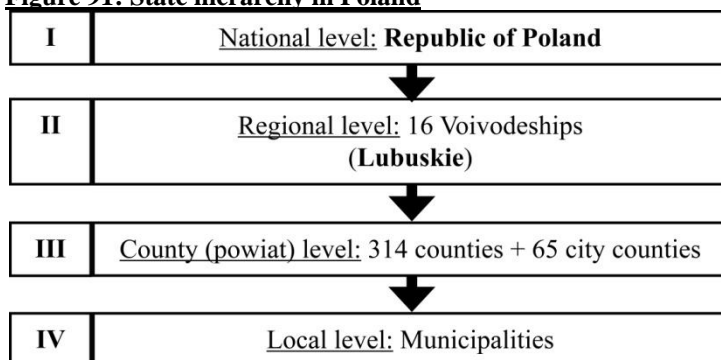 Figure 91: State hierarchy in Poland
I National level: Republic of Poland
II Regional level: 16 Voivodeships
(Lubuskie)
III County (powiat) level: 314 counties + 65 city counties
IV Local level: Municipalities